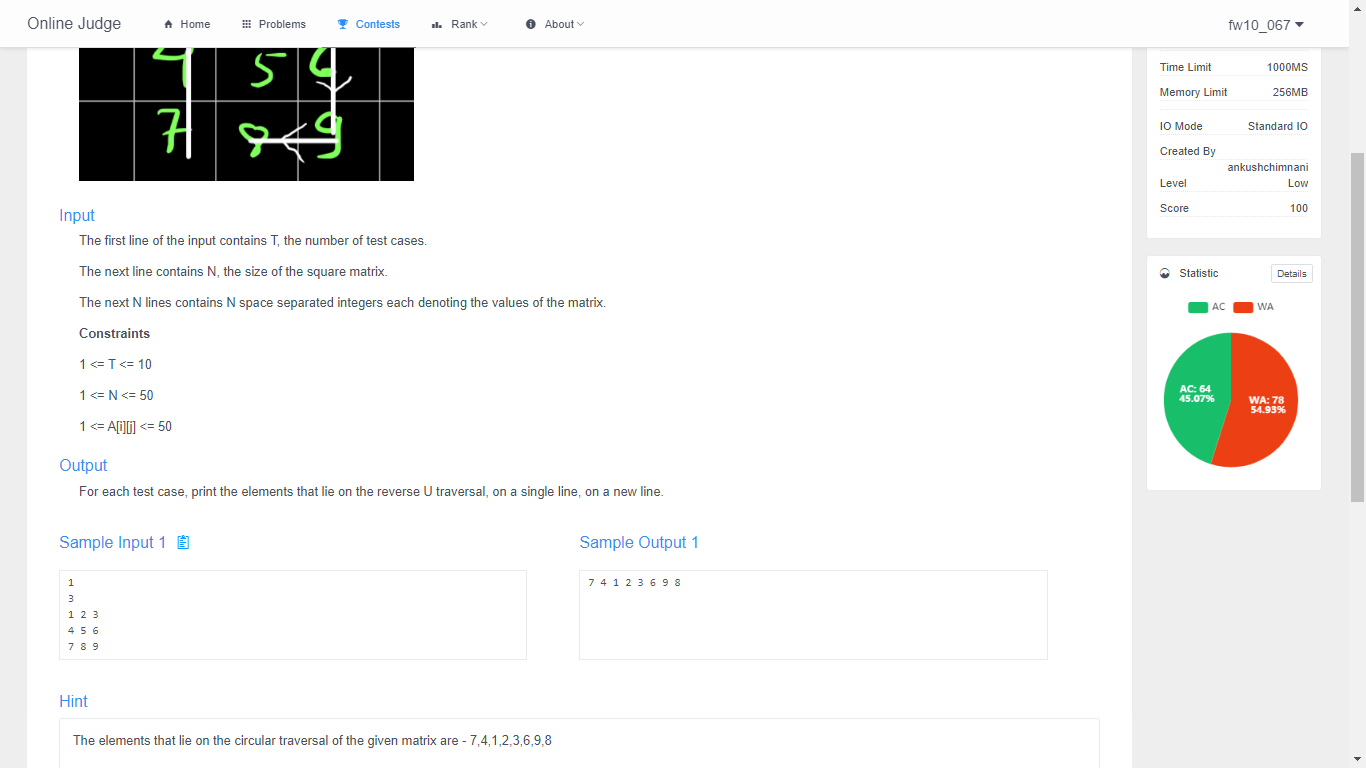 Online Judge Home Problems Contests Rank About fw10_067
4 5 6
7 8 9
Input
The first line of the input contains T, the number of test cases.
The next line contains N, the size of the square matrix.
The next N lines contains N space separated integers each denoting the values of the matrix.
Constraints
1 <= T <= 10
1 <= N <= 50
1 <= A[i][j] <= 50
Output
For each test case, print the elements that lie on the reverse U traversal, on a single line, on a new line.
Sample Input 1
1
3
1 2 3
4 5 6
7 8 9
Sample Output 1
7 4 1 2 3 6 9 8
Hint
The elements that lie on the circular traversal of the given matrix are - 7,4,1,2,3,6,9,8
Time Limit 1000MS
Memory Limit 256MB
IO Mode Standard IO
Created By
ankushchimnani
Level Low
Score 100
Statistic Details
AC WA
AC: 64
45.07%
WA: 78
54.93%